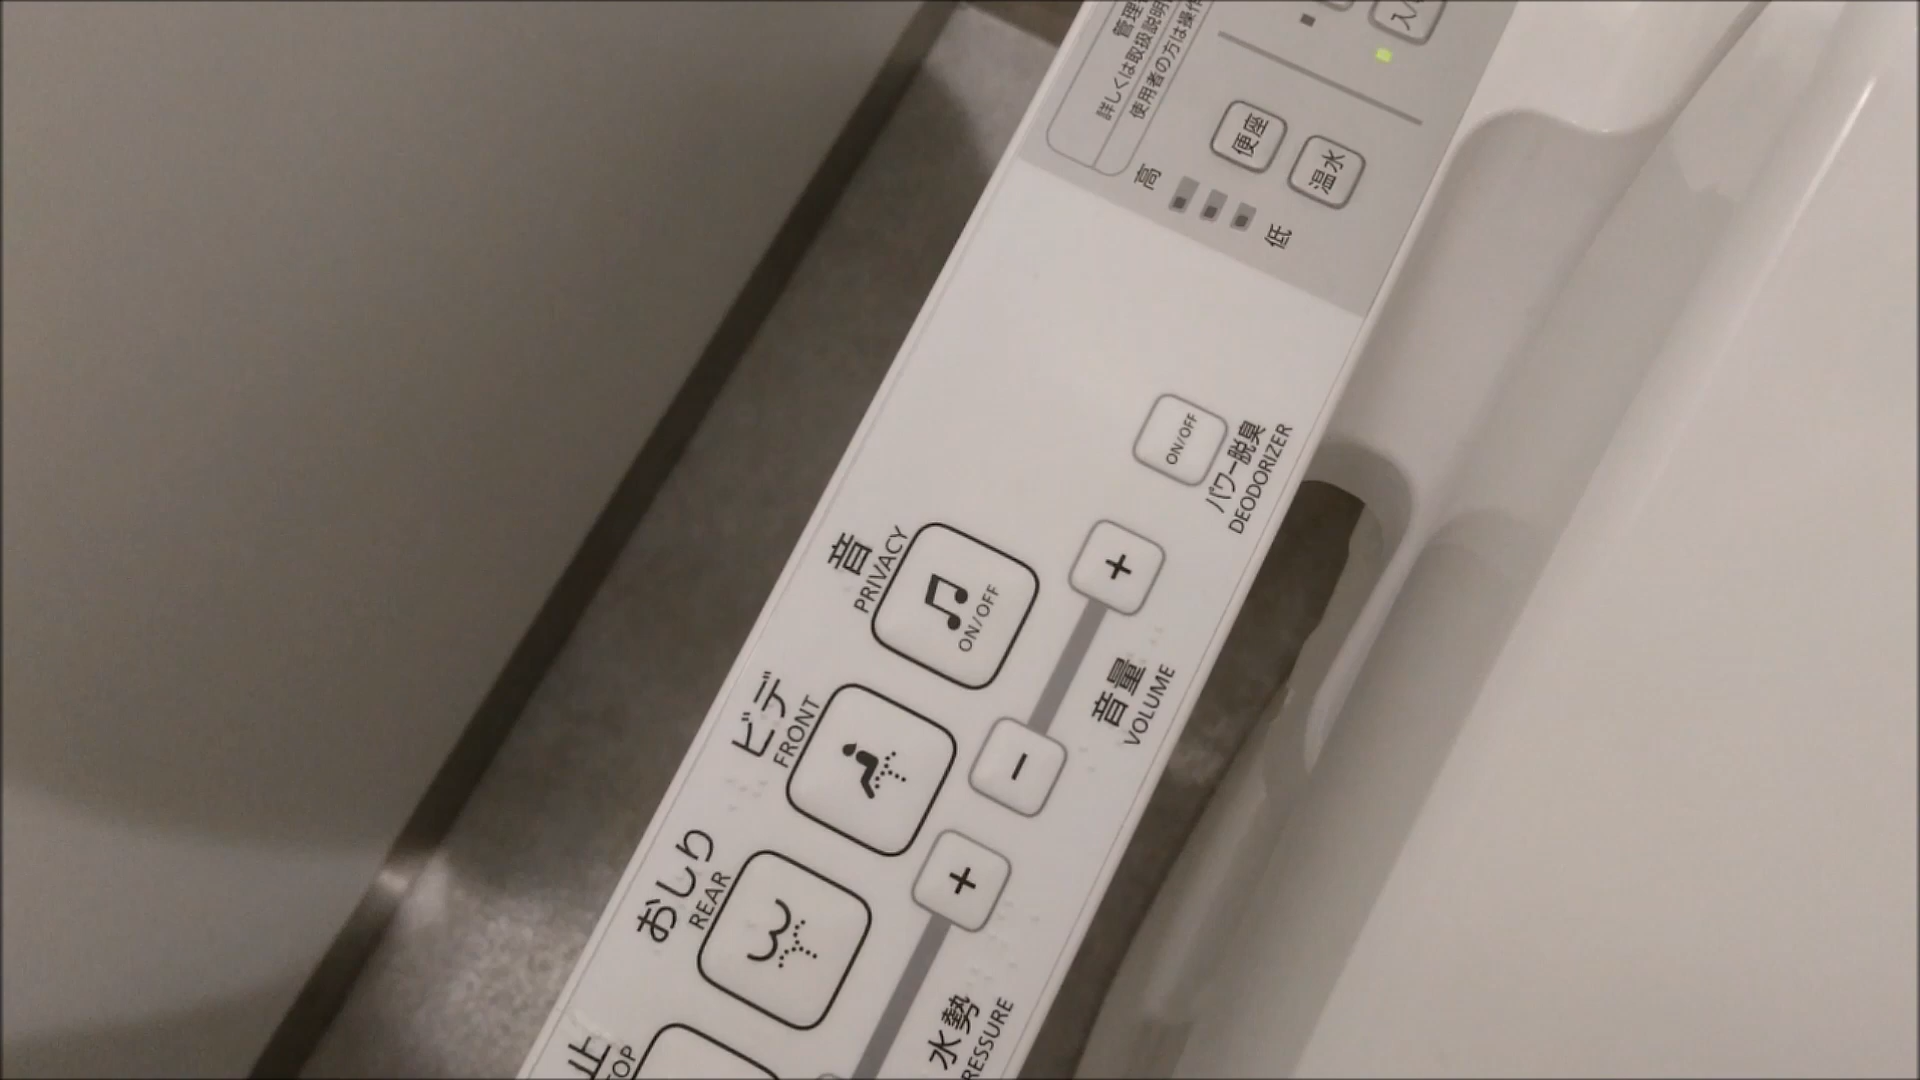 止
おしり
REAR
ビデ
FRONT
音
PRIVACY
ON/OFF
水勢
+
-
音量
VOLUME
+
ON/OFF
パワー脱臭
DEODORIZER
高
低
便座
温水
詳しくは取扱説明
使用者の方は操作
管理